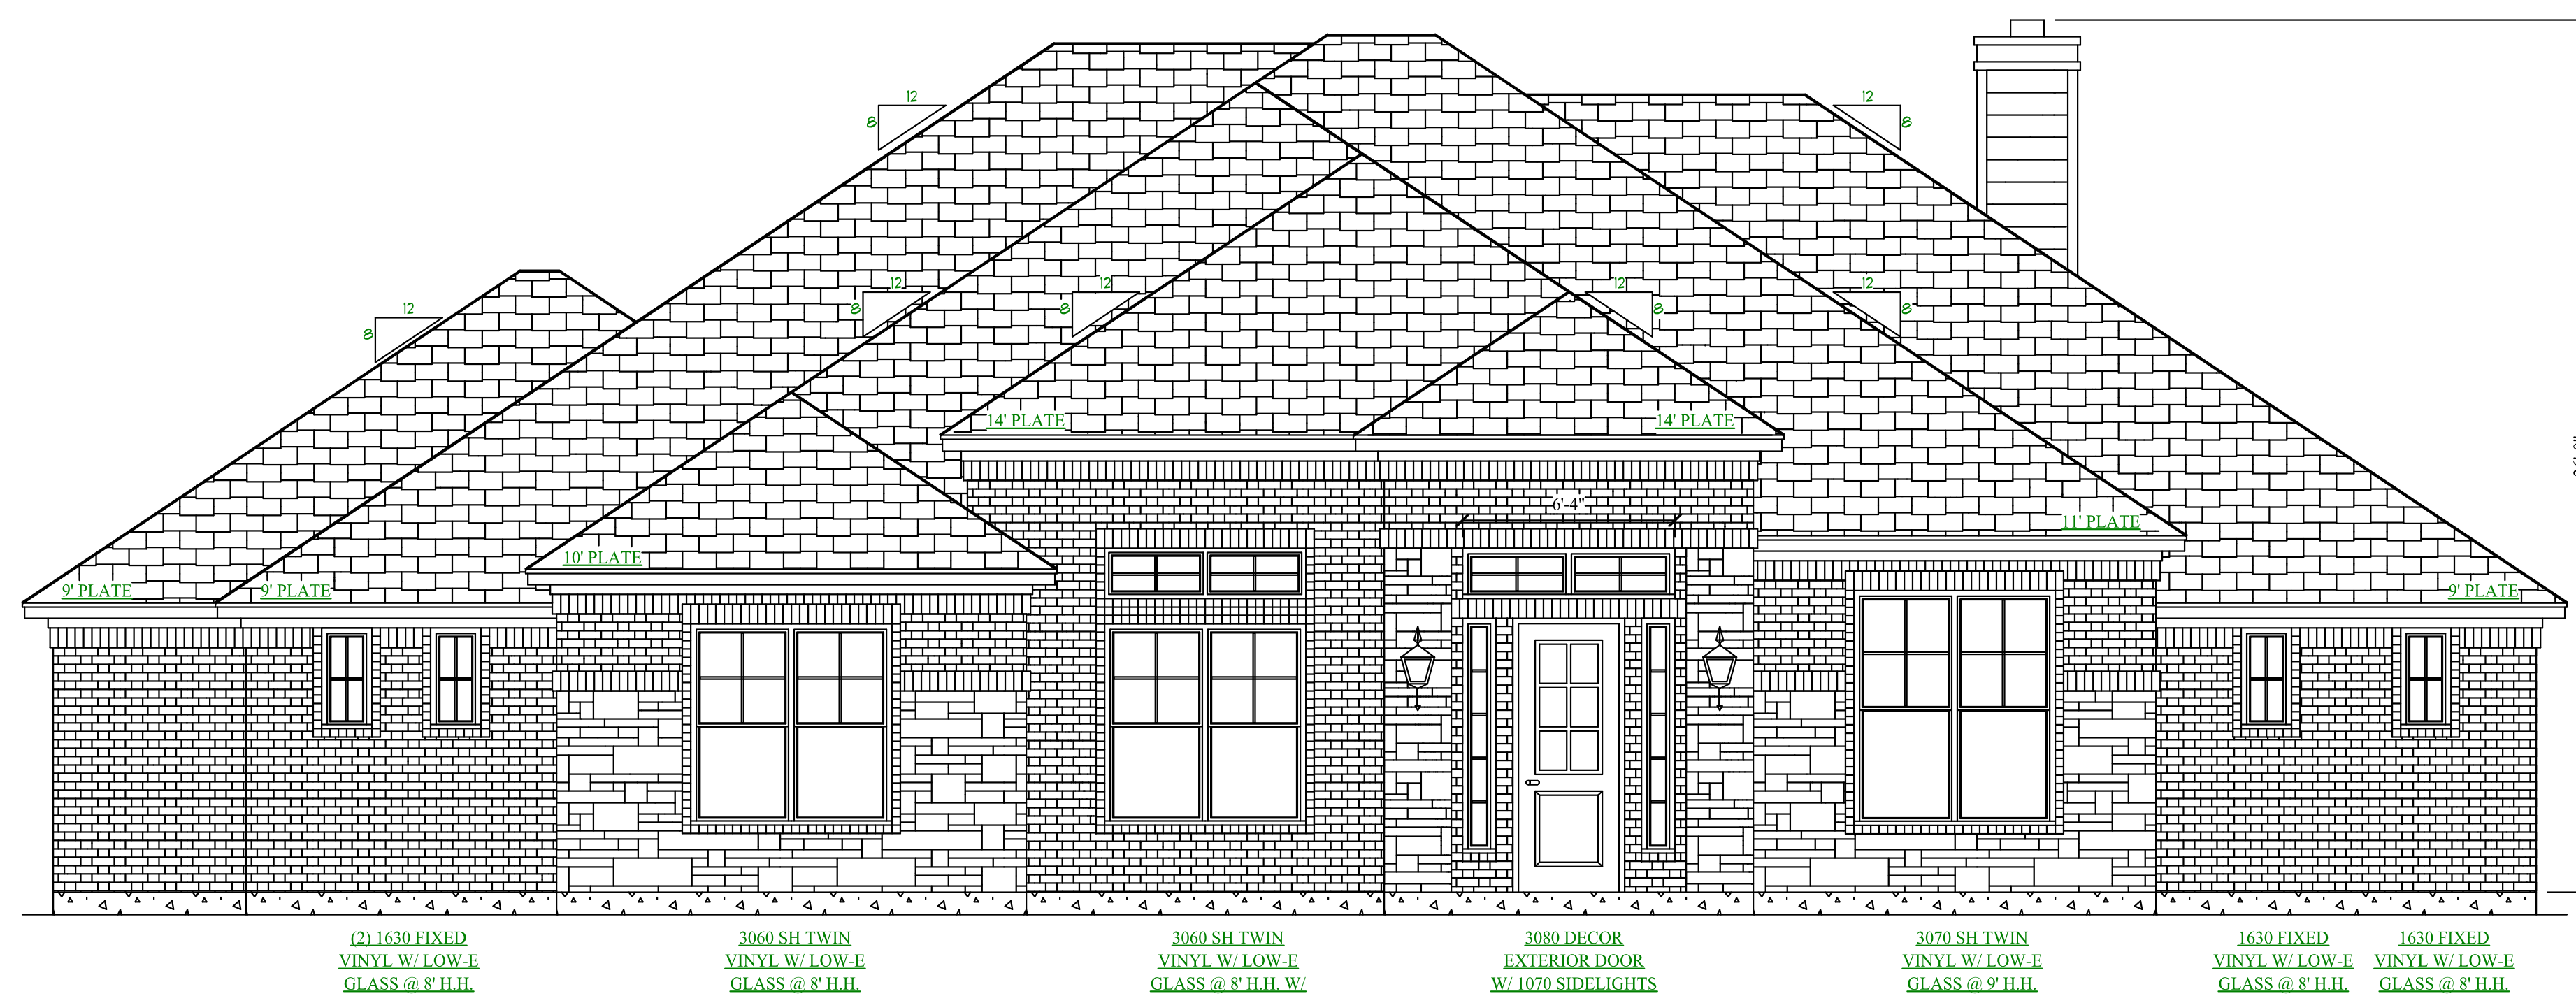 12
8
12
8
12
8
12
8
12
8
12
8
12
8
14' PLATE
14' PLATE
6'-4"
11' PLATE
10' PLATE
9' PLATE
9' PLATE
9' PLATE
(2) 1630 FIXED
VINYL W/ LOW-E
GLASS @ 8' H.H.
3060 SH TWIN
VINYL W/ LOW-E
GLASS @ 8' H.H.
3060 SH TWIN
VINYL W/ LOW-E
GLASS @ 8' H.H. W/
3080 DECOR
EXTERIOR DOOR
W/ 1070 SIDELIGHTS
3070 SH TWIN
VINYL W/ LOW-E
GLASS @ 9' H.H.
1630 FIXED
VINYL W/ LOW-E
GLASS @ 8' H.H.
1630 FIXED
VINYL W/ LOW-E
GLASS @ 8' H.H.